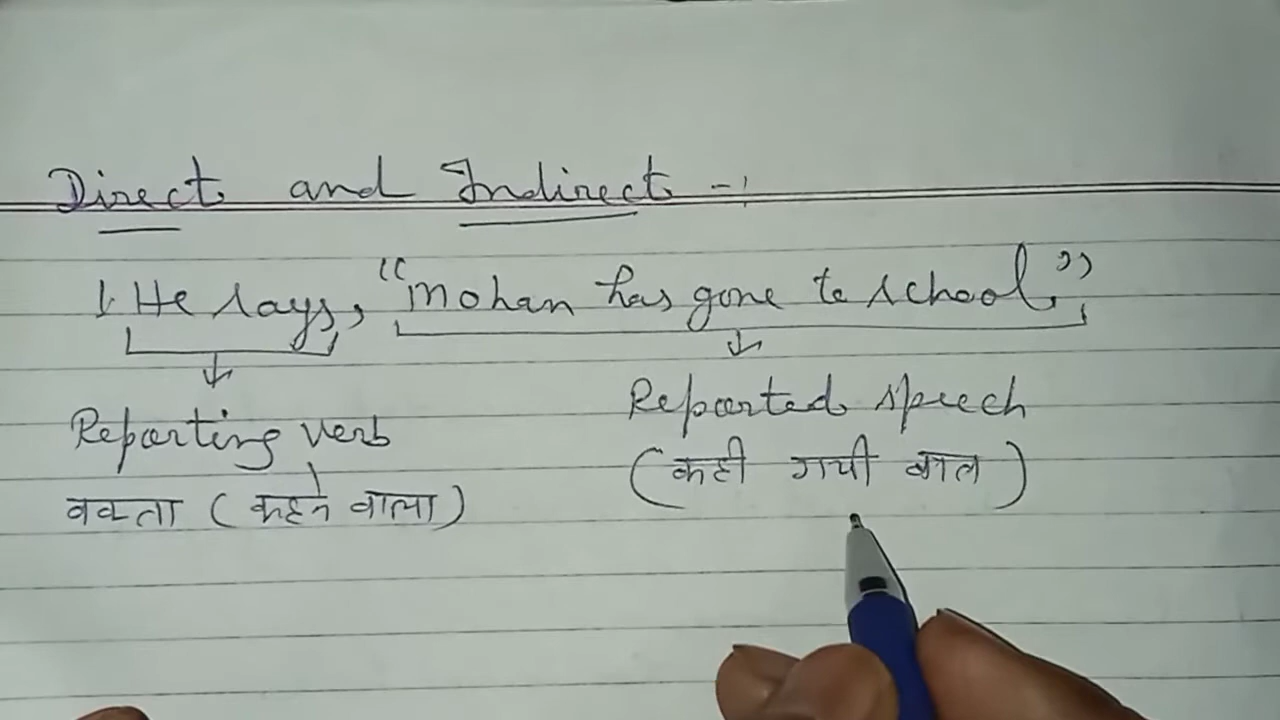 Direct and Indirect -:
1. He says, "Mohan has gone to school."
Reporting verb
Reported speech
वक्ता (कहने वाला)
(कही गयी बात)